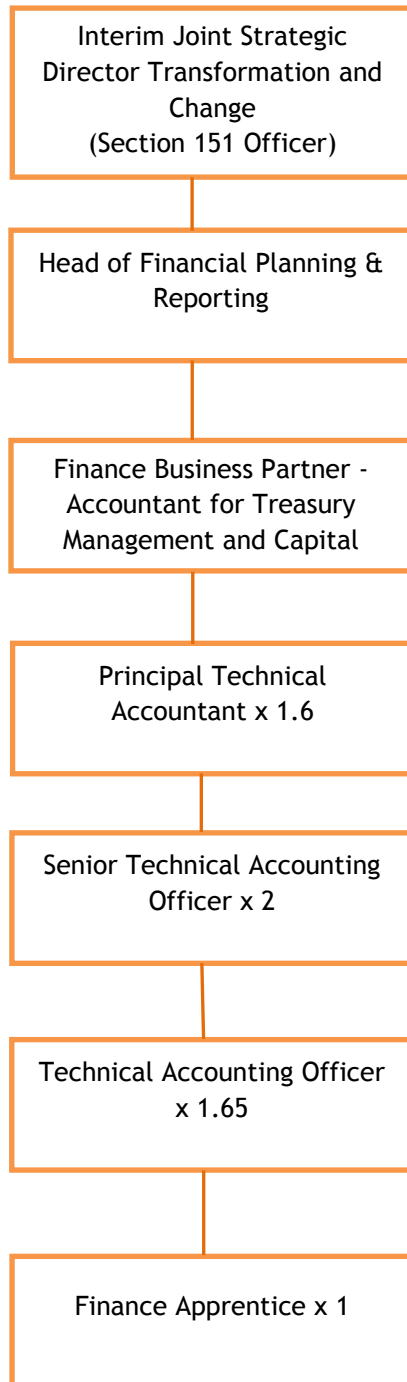 Interim Joint Strategic
Director Transformation and
Change
(Section 151 Officer)
Head of Financial Planning &
Reporting
Finance Business Partner -
Accountant for Treasury
Management and Capital
Principal Technical
Accountant x 1.6
Senior Technical Accounting
Officer x 2
Technical Accounting Officer
x 1.65
Finance Apprentice x 1